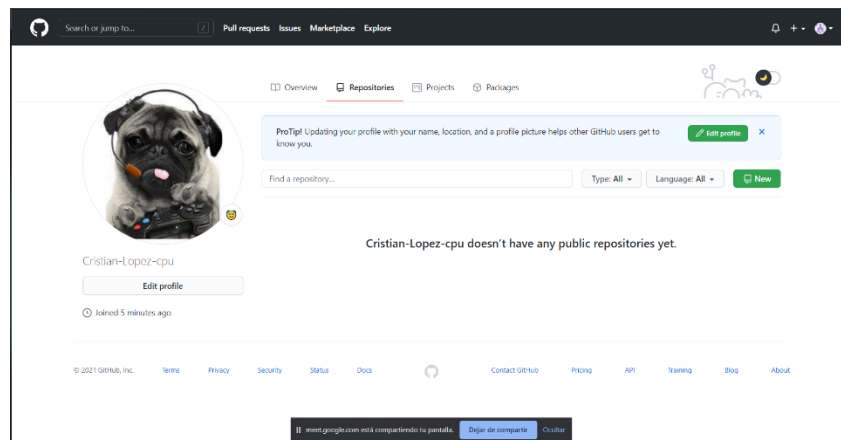 Search or jump to...
/
Pull requests Issues Marketplace Explore
Overview Repositories Projects Packages
ProTip! Updating your profile with your name, location, and a profile picture helps other GitHub users get to
know you.
Edit profile
Find a repository...
Type: All
Language: All
New
Cristian-Lopez-cpu doesn't have any public repositories yet.
Cristian-Lopez-cpu
Edit profile
Joined 5 minutes ago
© 2021 GitHub, Inc. Terms Privacy Security Status Docs Contact GitHub Pricing API Training Blog About
meet.google.com está compartiendo tu pantalla. Dejar de compartir Ocultar